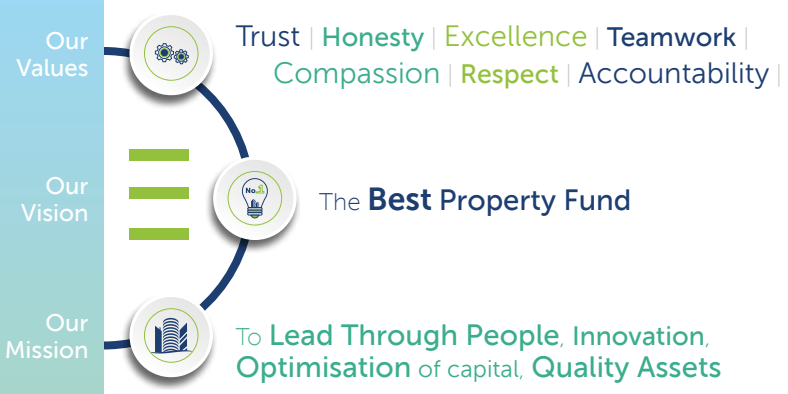 Our
Values
Trust | Honesty | Excellence | Teamwork |
Compassion | Respect | Accountability |
Our
Vision
No.1
The Best Property Fund
Our
Mission
To Lead Through People, Innovation,
Optimisation of capital, Quality Assets